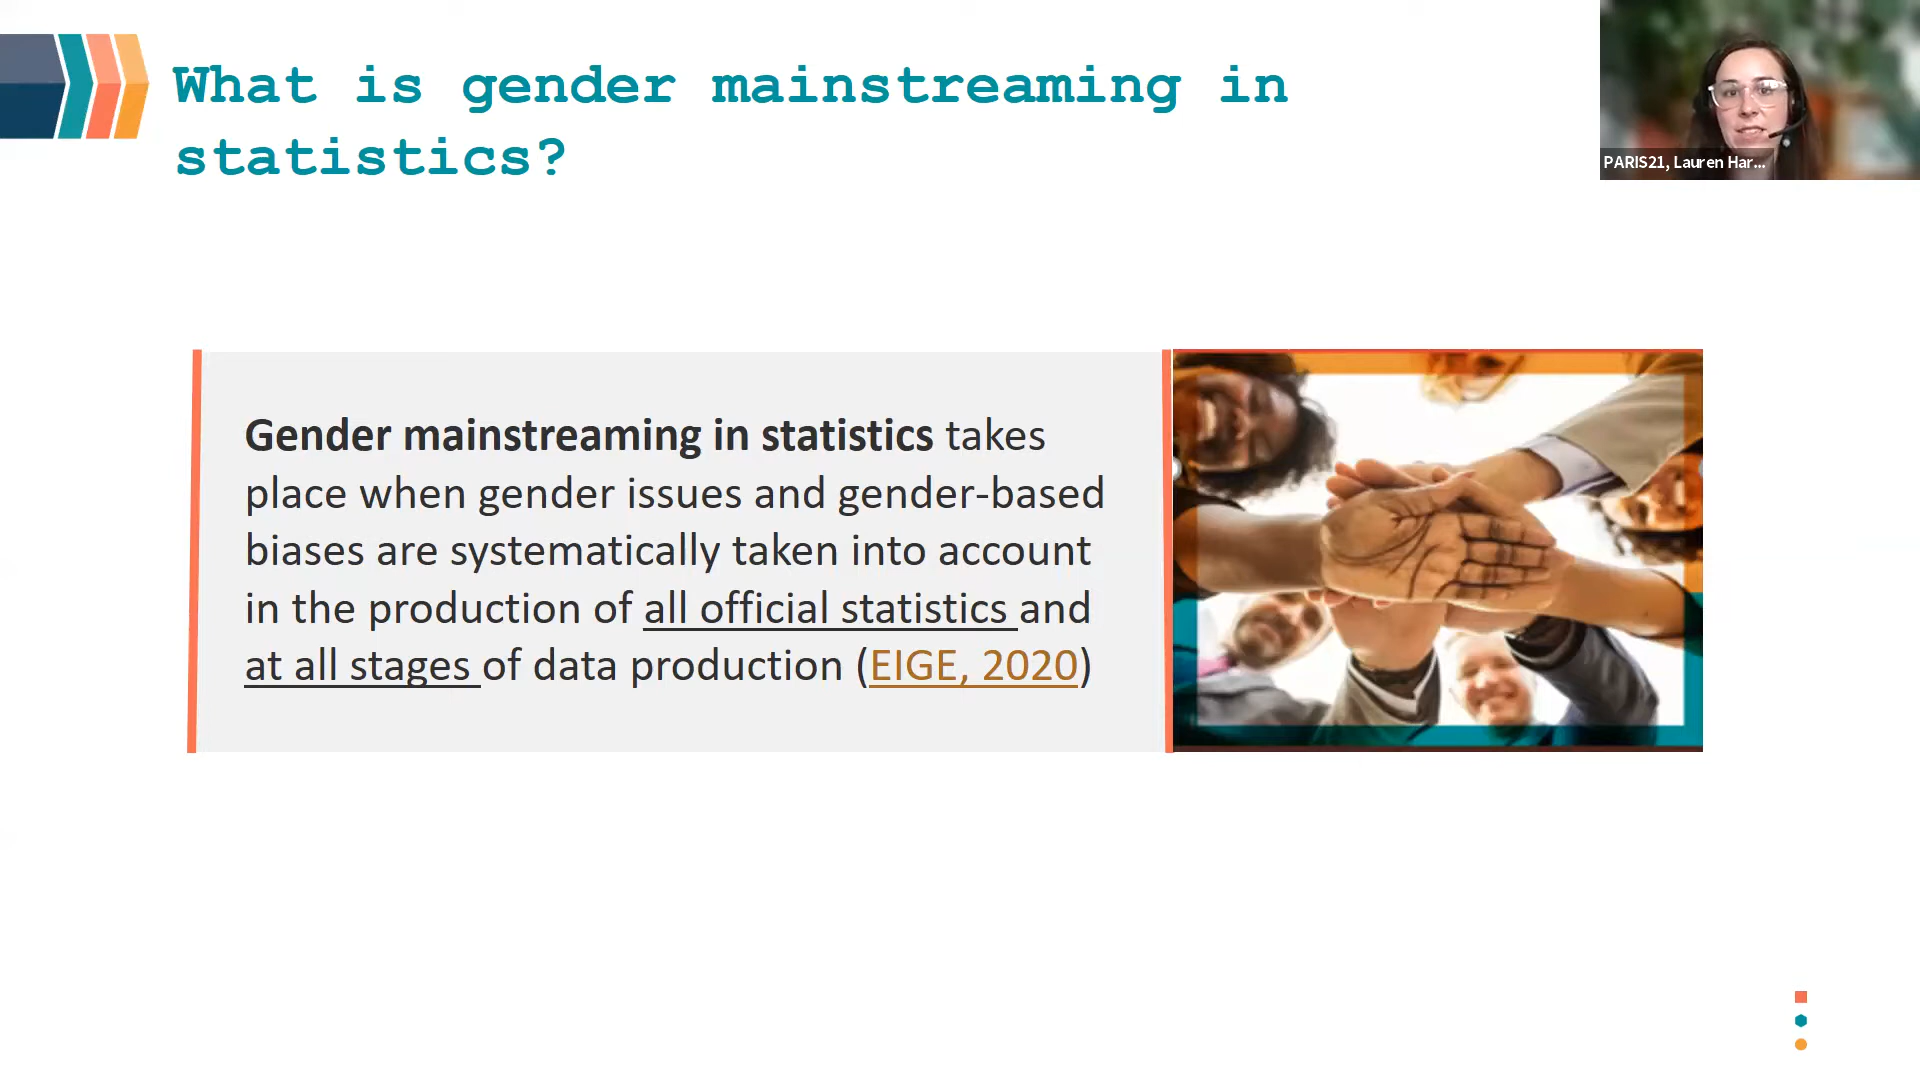 What is gender mainstreaming in
statistics?
PARIS21, Lauren Har...
Gender mainstreaming in statistics takes
place when gender issues and gender-based
biases are systematically taken into account
in the production of all official statistics and
at all stages of data production (EIGE, 2020)